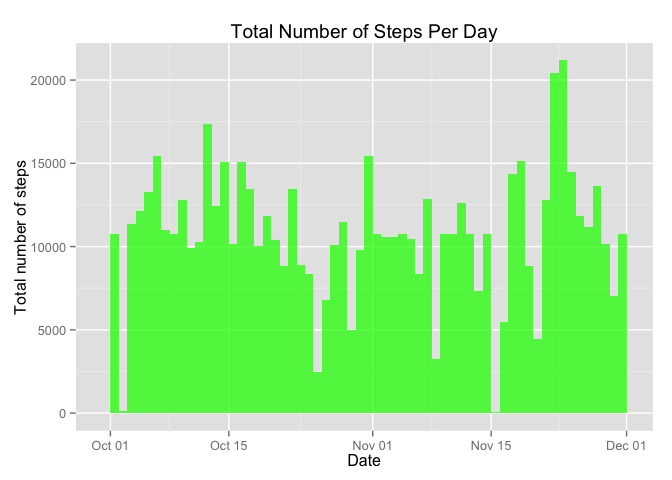 Total Number of Steps Per Day
Total number of steps
20000
15000
10000
5000
0
Oct 01 Oct 15 Nov 01 Nov 15 Dec 01
Date